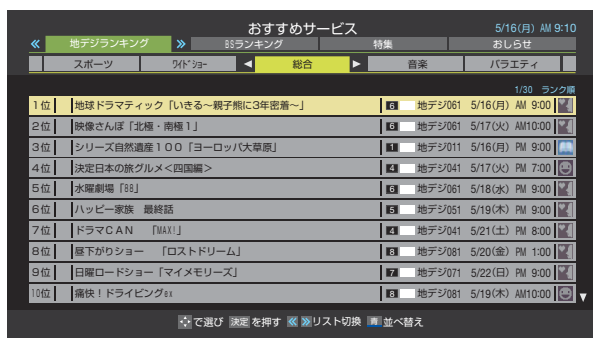 おすすめサービス 5/16(月) AM 9:10
≪ 地デジランキング ≫ BSランキング 特集 おしらせ
スポーツ ワイドショー ◀ 総合 ▶ 音楽 バラエティ
1/30 ランク順
1位 地球ドラマティック「いきる～親子熊に3年密着～」 6 地デジ061 5/16(月) AM 9:00
2位 映像さんぽ「北極・南極1」 6 地デジ061 5/17(火) AM10:00
3位 シリーズ自然遺産100「ヨーロッパ大草原」 1 地デジ011 5/16(月) PM 9:00
4位 決定日本の旅グルメ<四国編> 4 地デジ041 5/17(火) PM 7:00
5位 水曜劇場「88」 6 地デジ061 5/18(水) PM 9:00
6位 ハッピー家族 最終話 5 地デジ051 5/19(木) PM 9:00
7位 ドラマCAN 「MAX!」 4 地デジ041 5/21(土) PM 8:00
8位 昼下がりショー 「ロストドリーム」 8 地デジ081 5/20(金) PM 1:00
9位 日曜ロードショー「マイメモリーズ」 7 地デジ071 5/22(日) PM 9:00
10位 痛快!ドライビングex 8 地デジ081 5/19(木) AM10:00 ▼
で選び 決定 を押す ≪ ≫ リスト切換 青 並べ替え